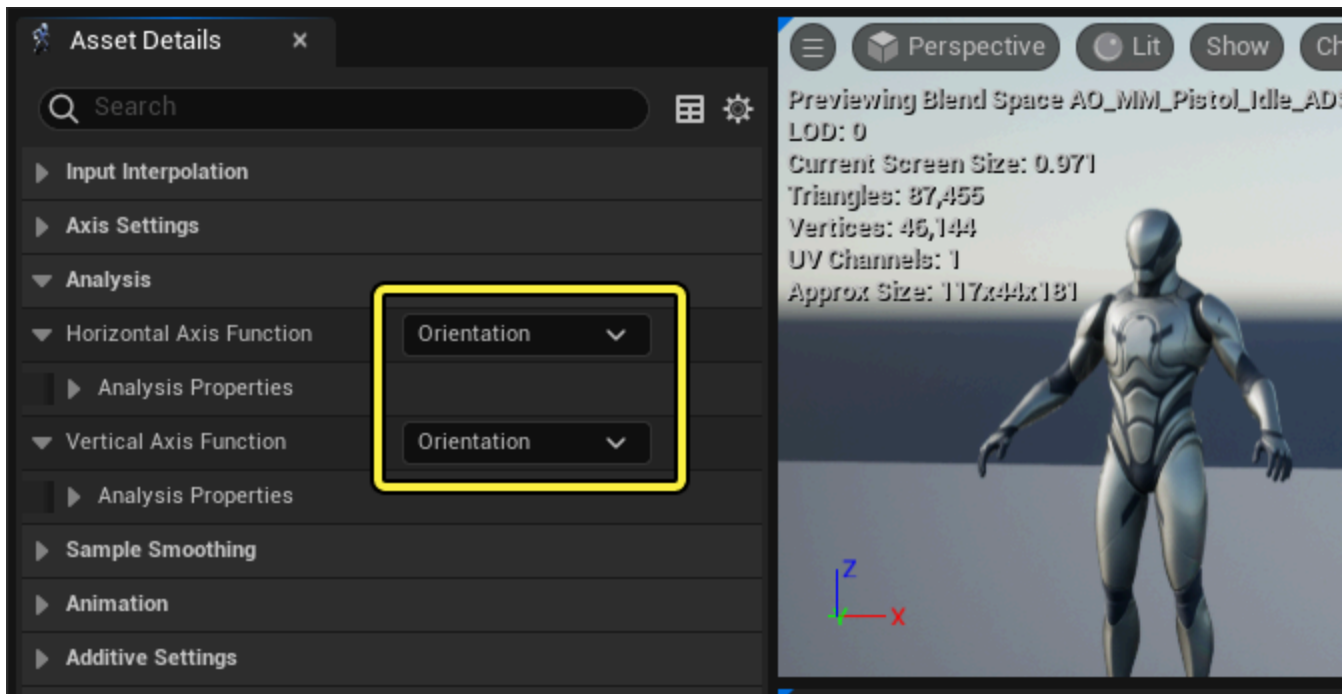 Asset Details
Search
Input Interpolation
Axis Settings
Analysis
Horizontal Axis Function
Orientation
Analysis Properties
Vertical Axis Function
Orientation
Analysis Properties
Sample Smoothing
Animation
Additive Settings
Perspective
Lit
Show
Ch
Previewing Blend Space AO_MM_Pistol_Idle_AD
LOD: 0
Current Screen Size: 0.971
Triangles: 87,455
Vertices: 46,144
UV Channels: 1
Approx Size: 117x44x181
Z
Y
X